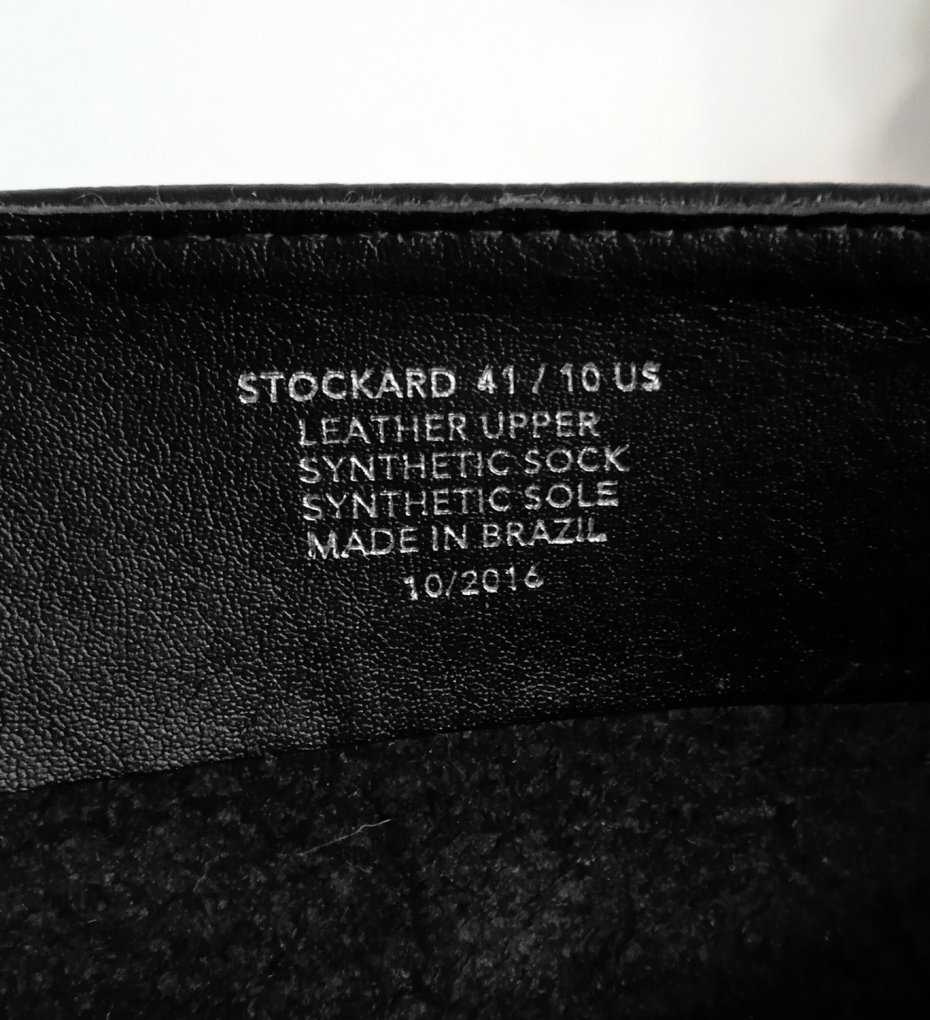 STOCKARD 41 / 10 US
LEATHER UPPER
SYNTHETIC SOCK
SYNTHETIC SOLE
MADE IN BRAZIL
10/2016